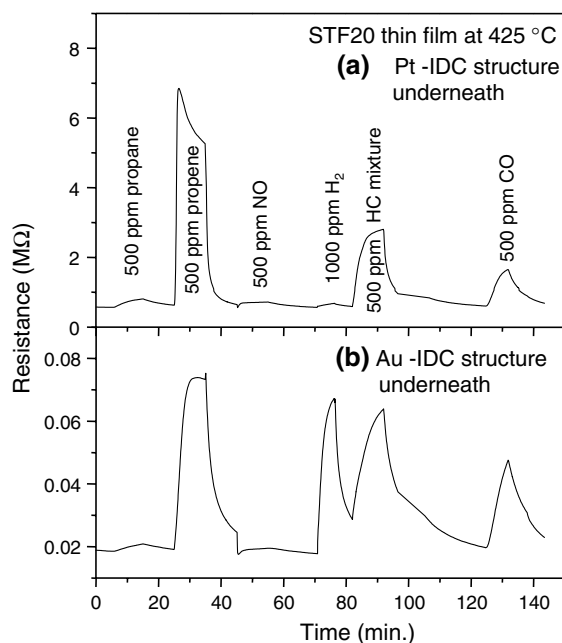 STF20 thin film at 425 °C
(a) Pt -IDC structure
underneath
8
6
4
2
0
Resistance (MΩ)
500 ppm propane
500 ppm propene
500 ppm NO
1000 ppm H2
500 ppm HC mixture
500 ppm CO
(b) Au -IDC structure
underneath
0.08
0.06
0.04
0.02
0 20 40 60 80 100 120 140
Time (min.)